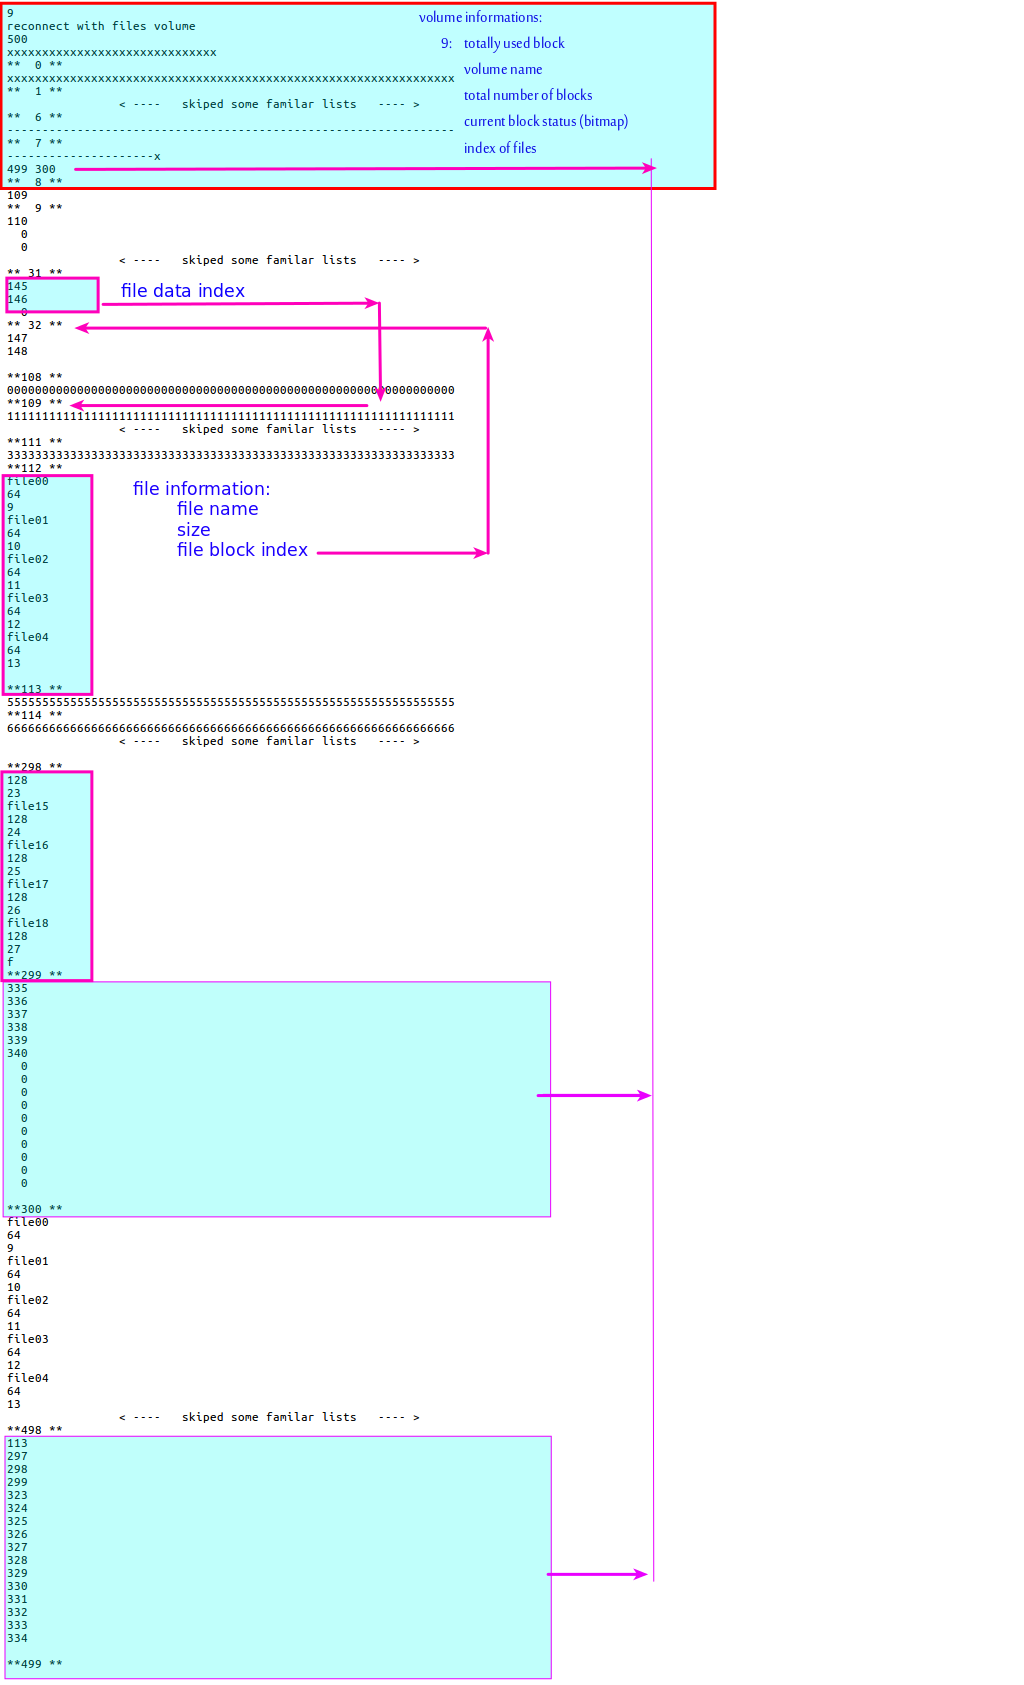 9
volume informations:
reconnect with files volume
500
9: totally used block
xxxxxxxxxxxxxxxxxxxxxxxxxxxxxx
**  0 **
volume name
xxxxxxxxxxxxxxxxxxxxxxxxxxxxxxxxxxxxxxxxxxxxxxxxxxxxxxxxxxxxxxxx
**  1 **
total number of blocks
< ----   skiped some familar lists   ---- >
**  6 **
current block status (bitmap)
----------------------------------------------------------------
**  7 **
index of files
---------------------x
499 300
**  8 **
109
**  9 **
110
0
0
< ----   skiped some familar lists   ---- >
** 31 **
145
file data index
146
0
** 32 **
147
148
**108 **
0000000000000000000000000000000000000000000000000000000000000000
**109 **
1111111111111111111111111111111111111111111111111111111111111111
< ----   skiped some familar lists   ---- >
**111 **
3333333333333333333333333333333333333333333333333333333333333333
**112 **
file00
64
9
file01
64
10
file02
64
11
file03
64
12
file04
64
13
file information:
file name
size
file block index
**113 **
5555555555555555555555555555555555555555555555555555555555555555
**114 **
6666666666666666666666666666666666666666666666666666666666666666
< ----   skiped some familar lists   ---- >
**298 **
128
23
file15
128
24
file16
128
25
file17
128
26
file18
128
27
f
**299 **
335
336
337
338
339
340
0
0
0
0
0
0
0
0
0
0
**300 **
file00
64
9
file01
64
10
file02
64
11
file03
64
12
file04
64
13
< ----   skiped some familar lists   ---- >
**498 **
113
297
298
299
323
324
325
326
327
328
329
330
331
332
333
334
**499 **